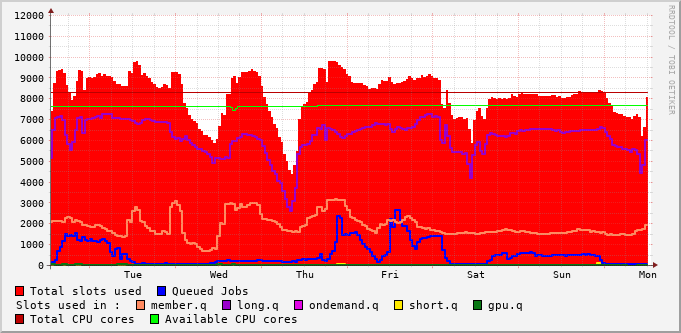 RRDTOOL / TOBI OETIKER
12000
11000
10000
9000
8000
7000
6000
5000
4000
3000
2000
1000
0
Tue Wed Thu Fri Sat Sun Mon
Total slots used Queued Jobs
Slots used in : member.q long.q ondemand.q short.q gpu.q
Total CPU cores Available CPU cores